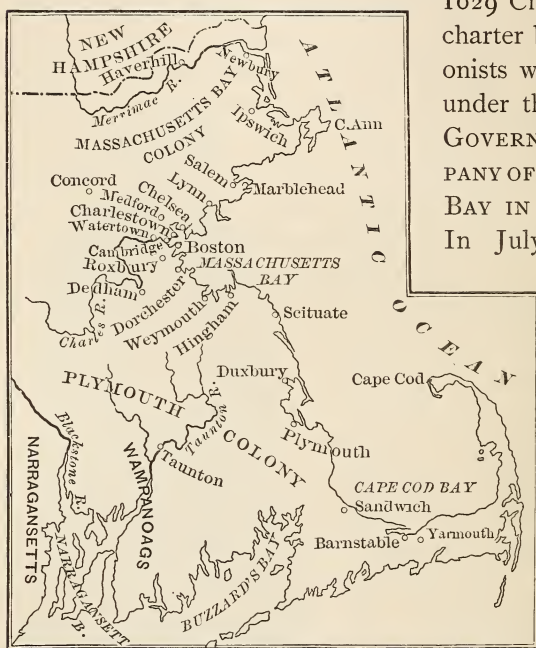 1629 Ch
charter
onists w
under th
GOVERN
PANY OF
BAY IN
In July
NEW
HAMPSHIRE
Haverhill
Newbury
Merrimac R.
MASSACHUSETTS BAY
COLONY
Ipswich
C.Ann
ATLANTIC OCEAN
Salem
Marblehead
Lynn
Concord
Medford
Chelsea
Charlestown
Watertown
Cambridge
Boston
Roxbury
MASSACHUSETTS
BAY
Dedham
Dorchester
Weymouth
Hingham
Charles R.
Scituate
Duxbury
Cape Cod
PLYMOUTH
COLONY
Taunton R.
Plymouth
Blackstone R.
Taunton
NARRAGANSETTS
WAMPANOAGS
CAPE COD BAY
Sandwich
Barnstable
Yarmouth
NARRAGANSETT
B.
BUZZARD'S BAY